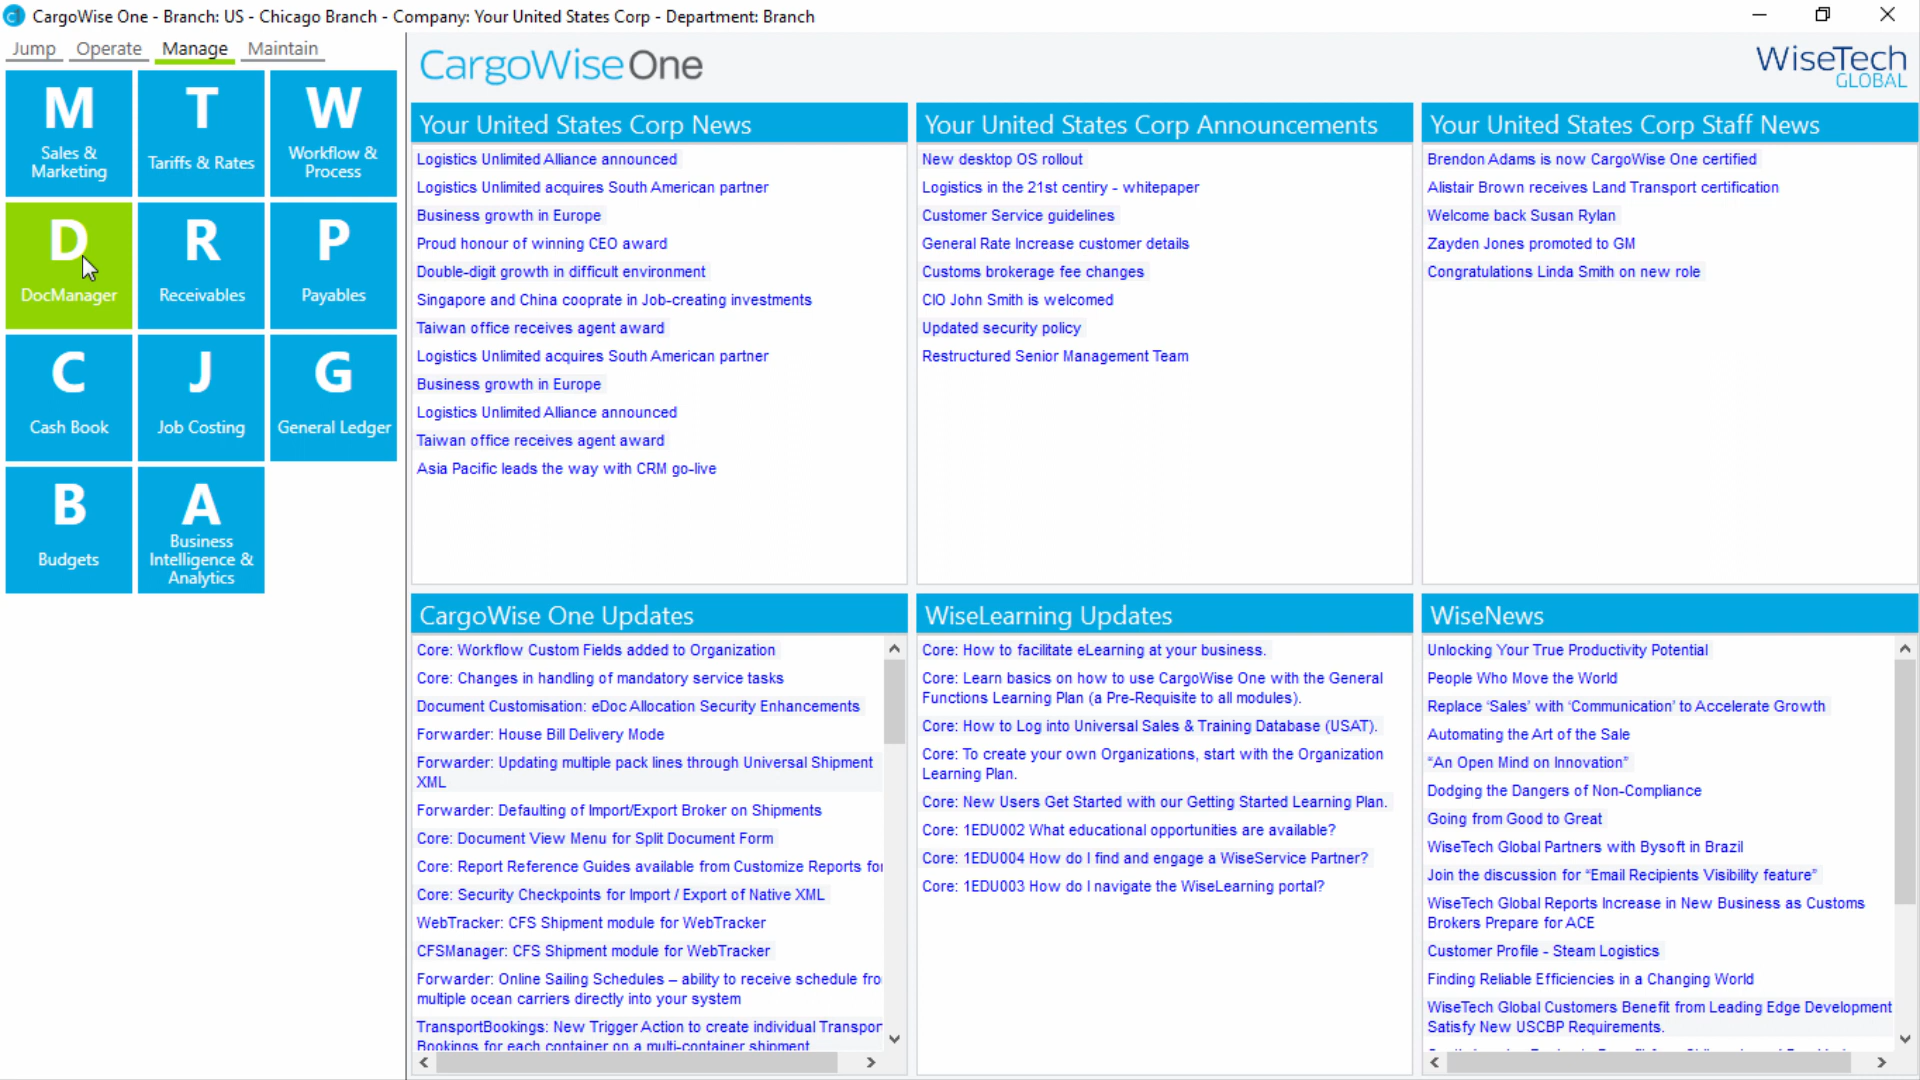 CargoWise One - Branch: US - Chicago Branch - Company: Your United States Corp - Department: Branch
Jump Operate Manage Maintain
M
Sales &
Marketing
T
Tariffs & Rates
W
Workflow &
Process
D
DocManager
R
Receivables
P
Payables
C
Cash Book
J
Job Costing
G
General Ledger
B
Budgets
A
Business
Intelligence &
Analytics
CargoWise One
WiseTech
GLOBAL
Your United States Corp News
Logistics Unlimited Alliance announced
Logistics Unlimited acquires South American partner
Business growth in Europe
Proud honour of winning CEO award
Double-digit growth in difficult environment
Singapore and China cooprate in Job-creating investments
Taiwan office receives agent award
Logistics Unlimited acquires South American partner
Business growth in Europe
Logistics Unlimited Alliance announced
Taiwan office receives agent award
Asia Pacific leads the way with CRM go-live
Your United States Corp Announcements
New desktop OS rollout
Logistics in the 21st centiry - whitepaper
Customer Service guidelines
General Rate Increase customer details
Customs brokerage fee changes
CIO John Smith is welcomed
Updated security policy
Restructured Senior Management Team
Your United States Corp Staff News
Brendon Adams is now CargoWise One certified
Alistair Brown receives Land Transport certification
Welcome back Susan Rylan
Zayden Jones promoted to GM
Congratulations Linda Smith on new role
CargoWise One Updates
Core: Workflow Custom Fields added to Organization
Core: Changes in handling of mandatory service tasks
Document Customisation: eDoc Allocation Security Enhancements
Forwarder: House Bill Delivery Mode
Forwarder: Updating multiple pack lines through Universal Shipment
XML
Forwarder: Defaulting of Import/Export Broker on Shipments
Core: Document View Menu for Split Document Form
Core: Report Reference Guides available from Customize Reports for
Core: Security Checkpoints for Import / Export of Native XML
WebTracker: CFS Shipment module for WebTracker
CFSManager: CFS Shipment module for WebTracker
Forwarder: Online Sailing Schedules – ability to receive schedule fro
multiple ocean carriers directly into your system
TransportBookings: New Trigger Action to create individual Transpor
Bookings for each container on a multi-container shipment
WiseLearning Updates
Core: How to facilitate eLearning at your business.
Core: Learn basics on how to use CargoWise One with the General
Functions Learning Plan (a Pre-Requisite to all modules).
Core: How to Log into Universal Sales & Training Database (USAT).
Core: To create your own Organizations, start with the Organization
Learning Plan.
Core: New Users Get Started with our Getting Started Learning Plan.
Core: 1EDU002 What educational opportunities are available?
Core: 1EDU004 How do I find and engage a WiseService Partner?
Core: 1EDU003 How do I navigate the WiseLearning portal?
WiseNews
Unlocking Your True Productivity Potential
People Who Move the World
Replace ‘Sales’ with ‘Communication’ to Accelerate Growth
Automating the Art of the Sale
“An Open Mind on Innovation”
Dodging the Dangers of Non-Compliance
Going from Good to Great
WiseTech Global Partners with Bysoft in Brazil
Join the discussion for “Email Recipients Visibility feature”
WiseTech Global Reports Increase in New Business as Customs
Brokers Prepare for ACE
Customer Profile - Steam Logistics
Finding Reliable Efficiencies in a Changing World
WiseTech Global Customers Benefit from Leading Edge Development
Satisfy New USCBP Requirements.